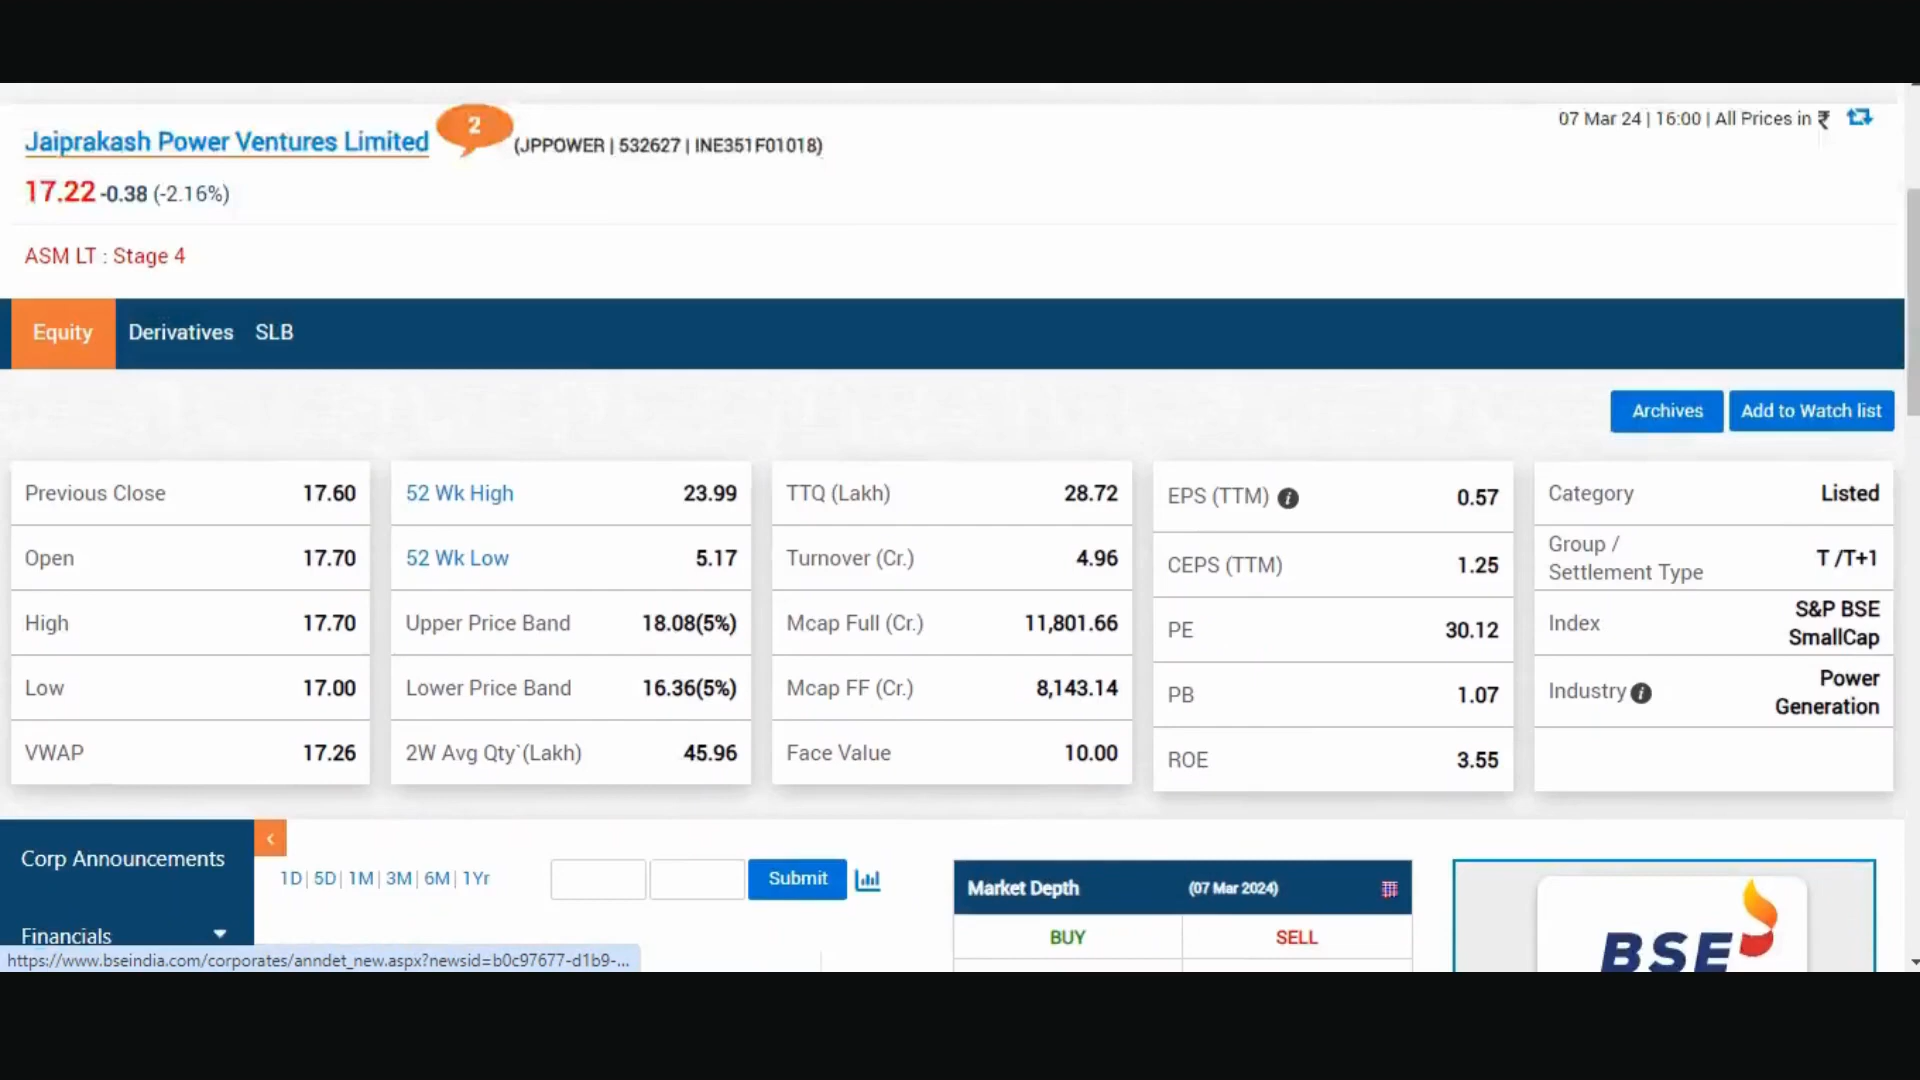 07 Mar 24 | 16:00 | All Prices in ₹
Jaiprakash Power Ventures Limited
2
(JPPOWER | 532627 | INE351F01018)
17.22 -0.38 (-2.16%)
ASM LT : Stage 4
Equity Derivatives SLB
Archives
Add to Watch list
Previous Close 17.60
Open 17.70
High 17.70
Low 17.00
VWAP 17.26
52 Wk High 23.99
52 Wk Low 5.17
Upper Price Band 18.08(5%)
Lower Price Band 16.36(5%)
2W Avg Qty`(Lakh) 45.96
TTQ (Lakh) 28.72
Turnover (Cr.) 4.96
Mcap Full (Cr.) 11,801.66
Mcap FF (Cr.) 8,143.14
Face Value 10.00
EPS (TTM) i 0.57
CEPS (TTM) 1.25
PE 30.12
PB 1.07
ROE 3.55
Category Listed
Group /
Settlement Type T /T+1
Index S&P BSE
SmallCap
Industry i Power
Generation
Corp Announcements
Financials
1D| 5D| 1M| 3M| 6M| 1Yr
Submit
Market Depth (07 Mar 2024)
BUY SELL
BSE
https://www.bseindia.com/corporates/anndet_new.aspx?newsid=b0c97677-d1b9-...